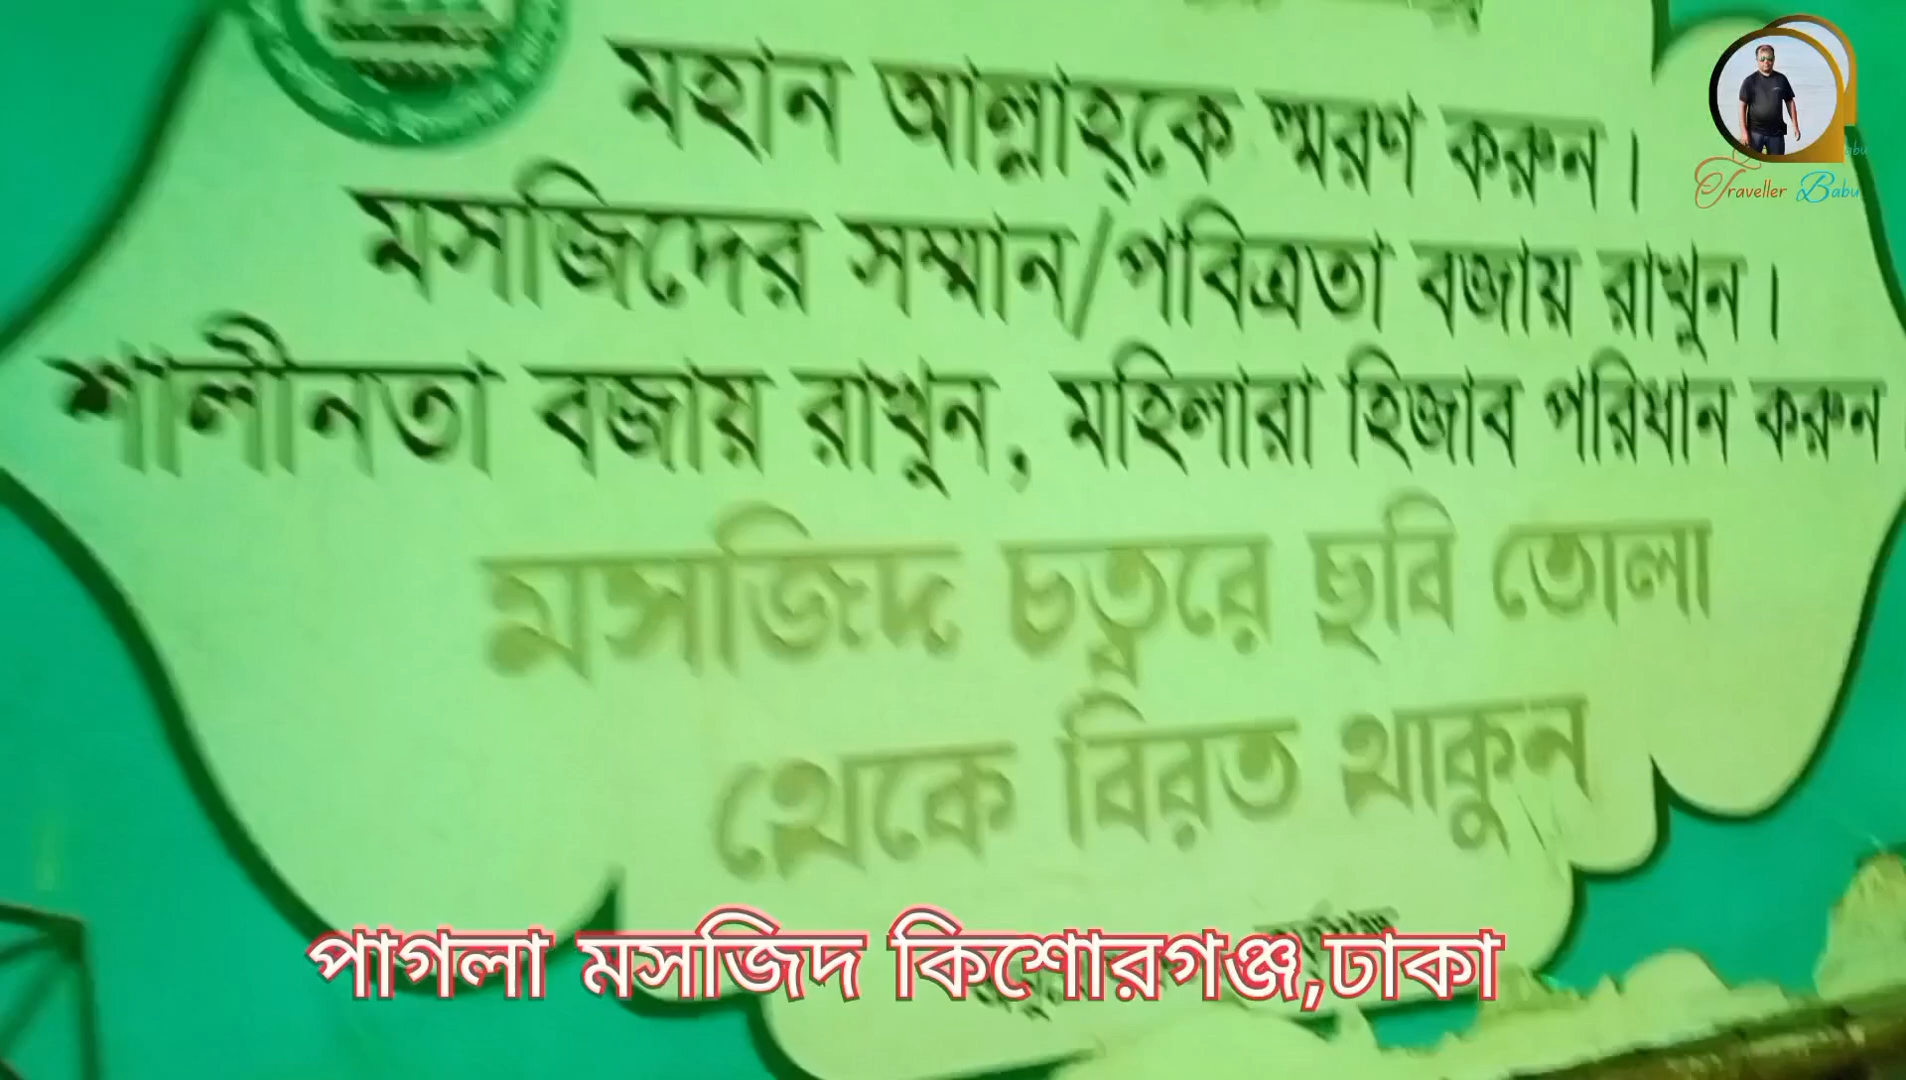 মহান আল্লাহ্কে স্মরণ করুন।
মসজিদের সম্মান/পবিত্রতা বজায় রাখুন।
শালীনতা বজায় রাখুন, মহিলারা হিজাব পরিধান করুন
মসজিদ চত্বরে ছবি তোলা
থেকে বিরত থাকুন
পাগলা মসজিদ কিশোরগঞ্জ,ঢাকা
Traveller Babu